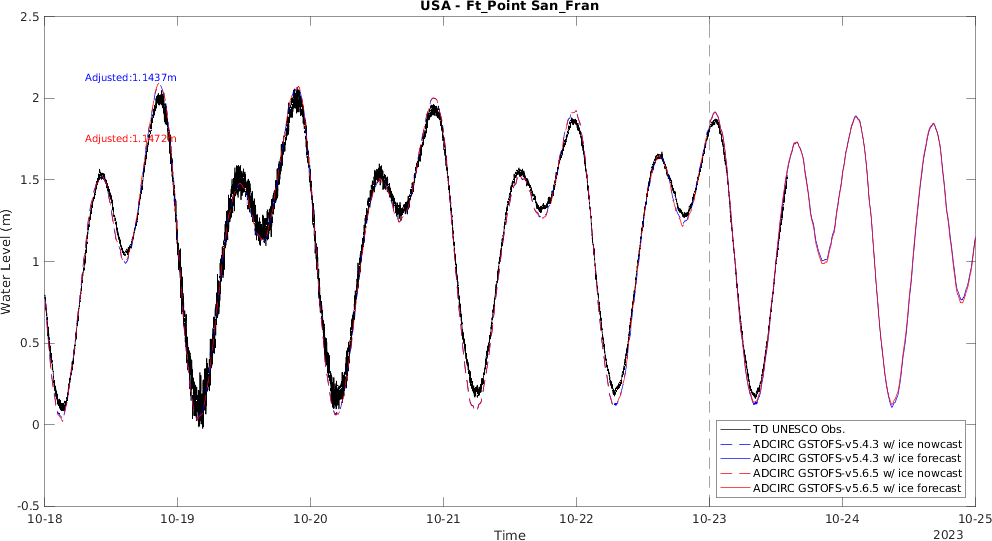 USA - Ft_Point San_Fran
2.5
2
1.5
1
0.5
0
-0.5
Water Level (m)
Adjusted:1.1437m
Adjusted:1.1472m
TD UNESCO Obs.
ADCIRC GSTOFS-v5.4.3 w/ ice nowcast
ADCIRC GSTOFS-v5.4.3 w/ ice forecast
ADCIRC GSTOFS-v5.6.5 w/ ice nowcast
ADCIRC GSTOFS-v5.6.5 w/ ice forecast
10-18 10-19 10-20 10-21 10-22 10-23 10-24 10-25
Time
2023